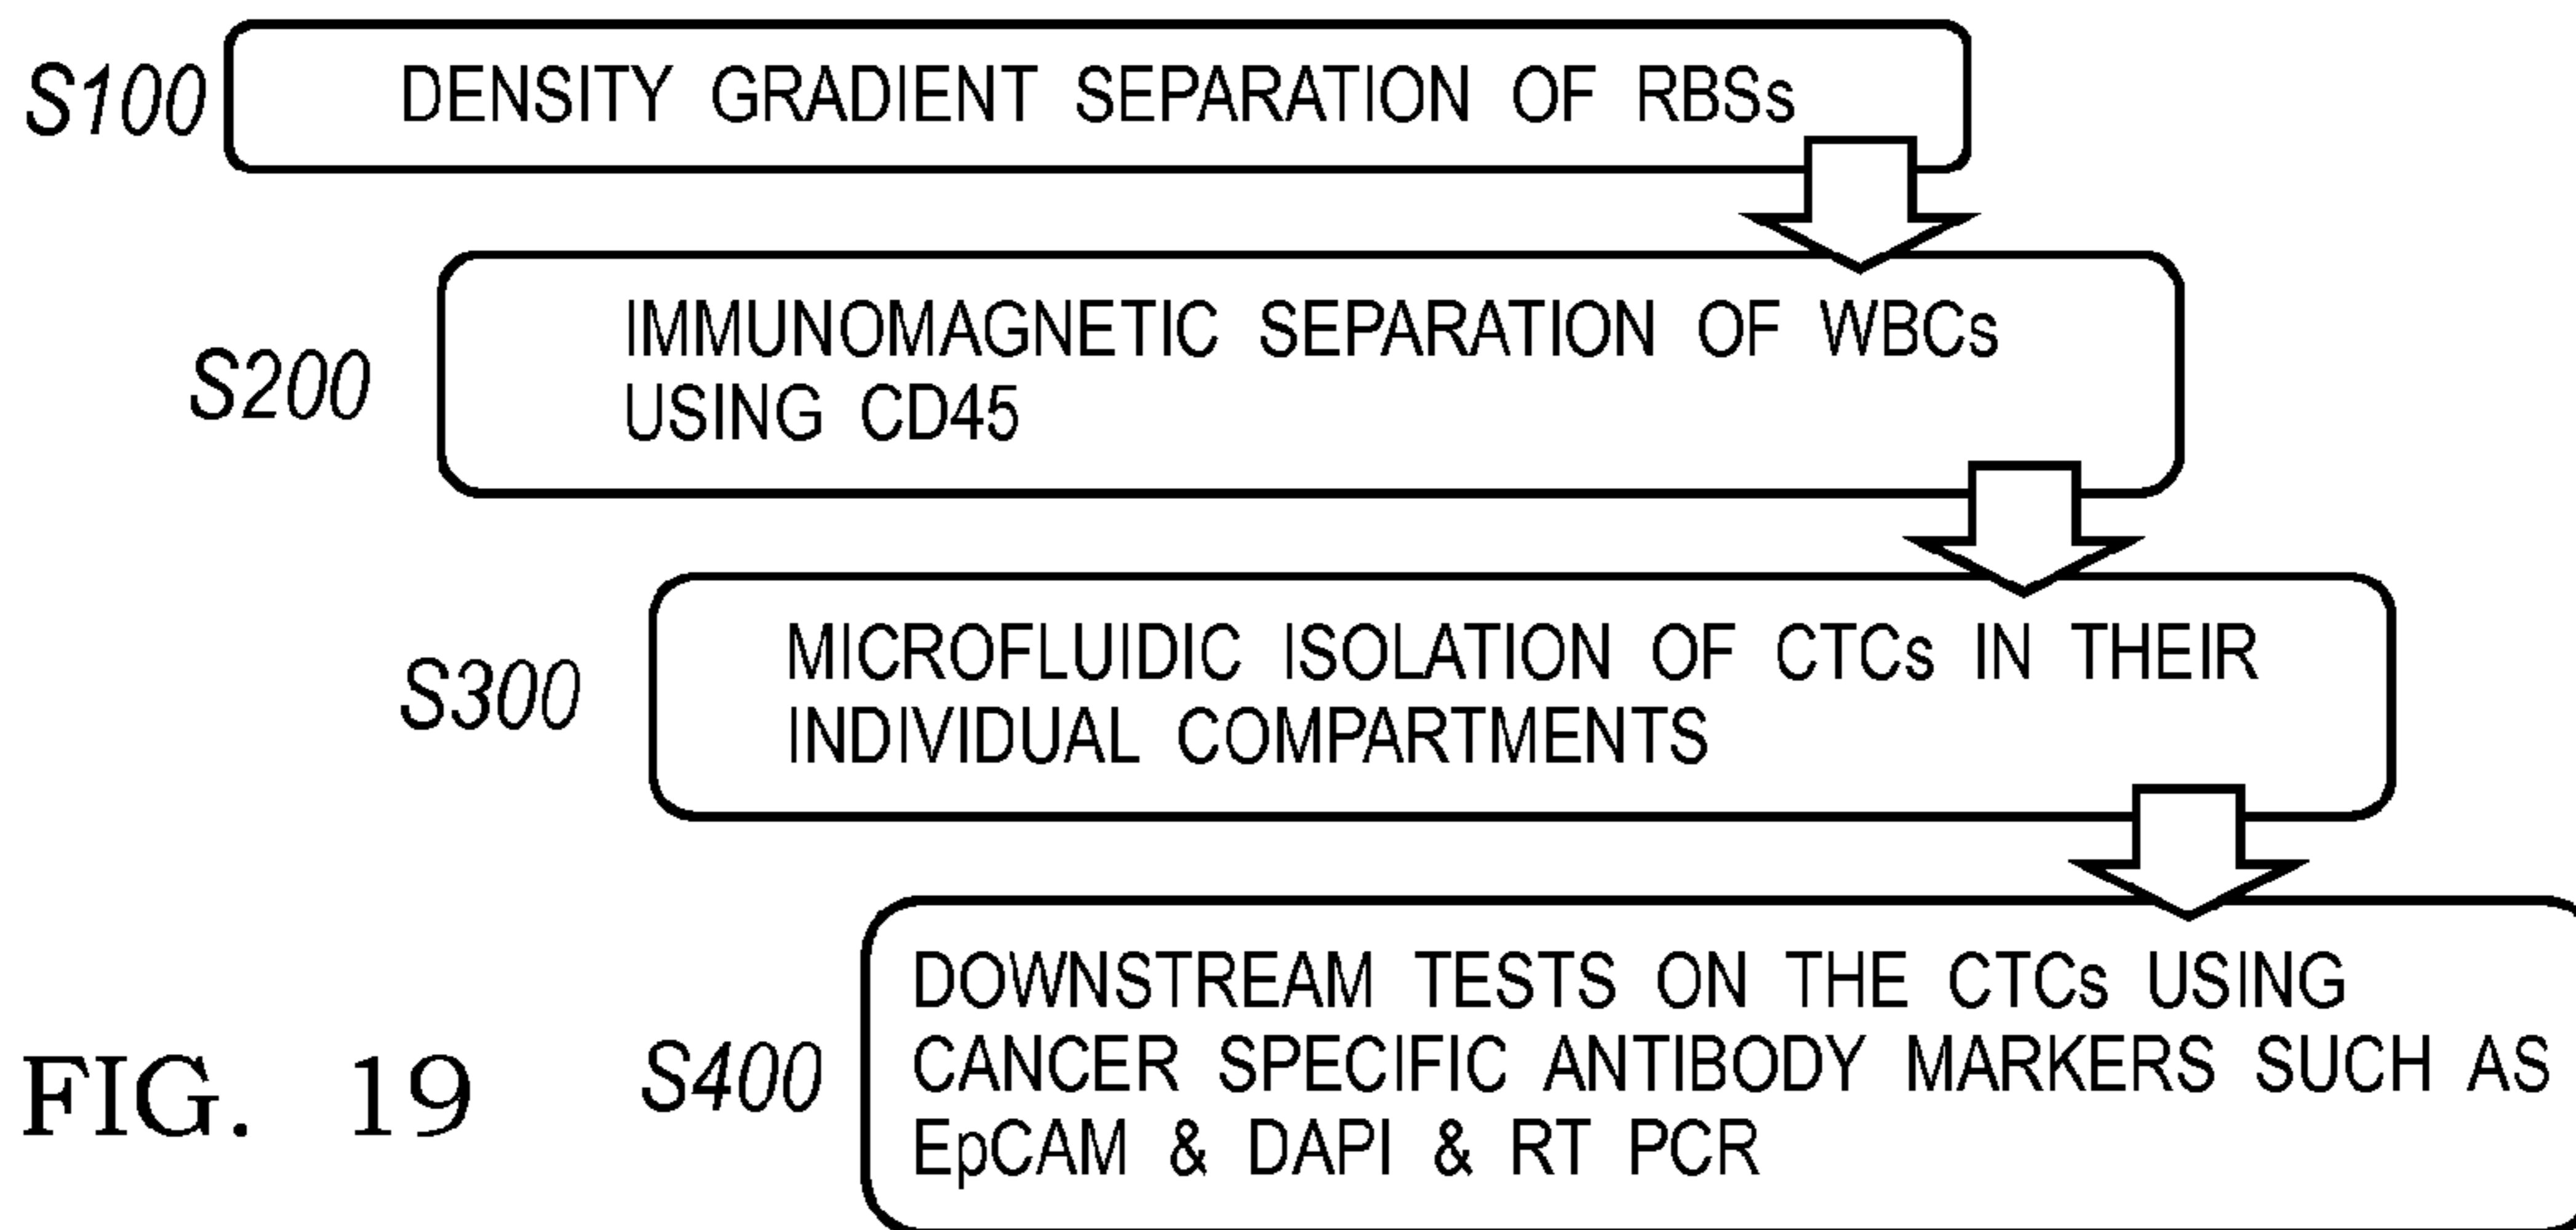 S100
DENSITY GRADIENT SEPARATION OF RBSs
S200
IMMUNOMAGNETIC SEPARATION OF WBCs
USING CD45
S300
MICROFLUIDIC ISOLATION OF CTCs IN THEIR
INDIVIDUAL COMPARTMENTS
S400
DOWNSTREAM TESTS ON THE CTCs USING
CANCER SPECIFIC ANTIBODY MARKERS SUCH AS
EpCAM & DAPI & RT PCR
FIG. 19